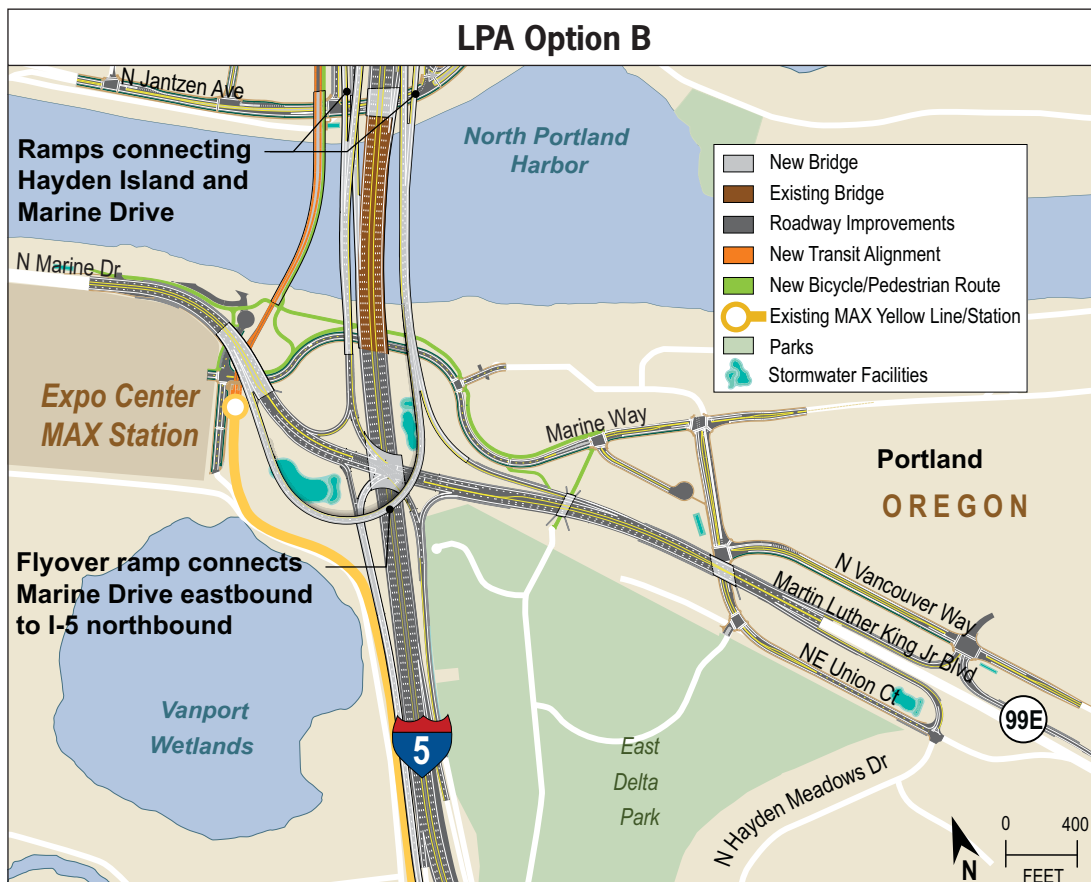 LPA Option B
N Jantzen Ave
North Portland
Harbor
Ramps connecting
Hayden Island and
Marine Drive
New Bridge
Existing Bridge
Roadway Improvements
New Transit Alignment
New Bicycle/Pedestrian Route
Existing MAX Yellow Line/Station
Parks
Stormwater Facilities
N Marine Dr
Expo Center
MAX Station
Marine Way
Portland
OREGON
Flyover ramp connects
Marine Drive eastbound
to I-5 northbound
N Vancouver Way
Martin Luther King Jr Blvd
NE Union Ct
99E
Vanport
Wetlands
5
East
Delta
Park
N Hayden Meadows Dr
N
0 400
FEET